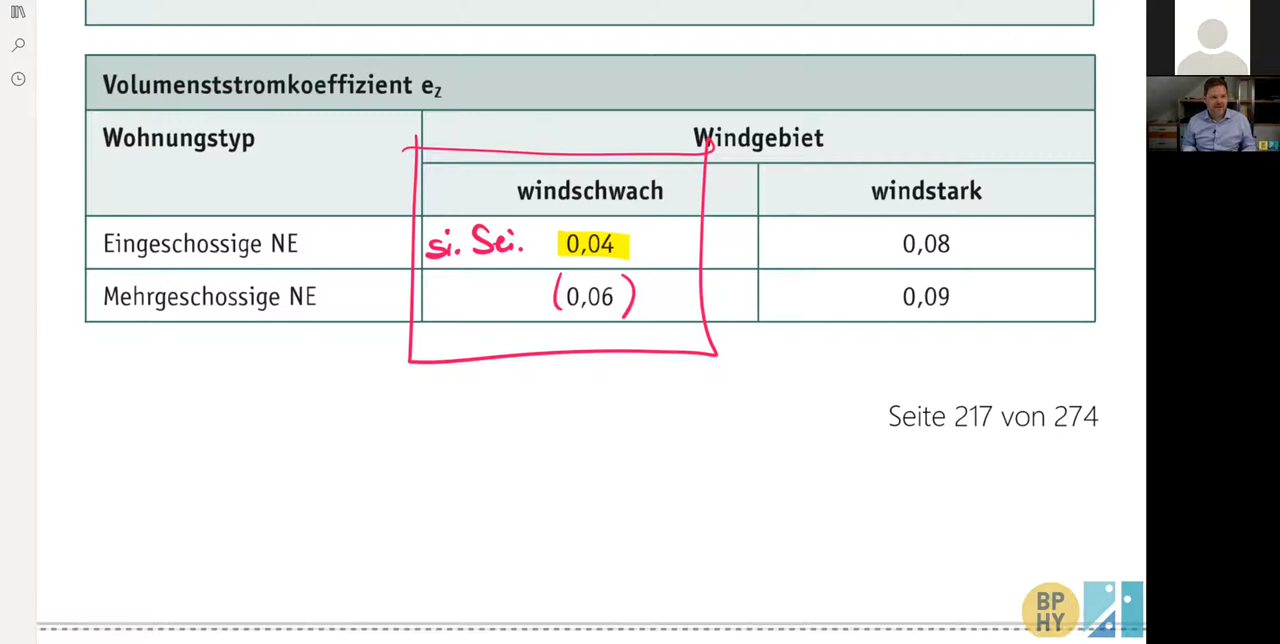 Volumenststromkoeffizient ez
Wohnungstyp Windgebiet
windschwach windstark
Eingeschossige NE si. Sei. 0,04 0,08
Mehrgeschossige NE (0,06) 0,09
Seite 217 von 274
BP
HY